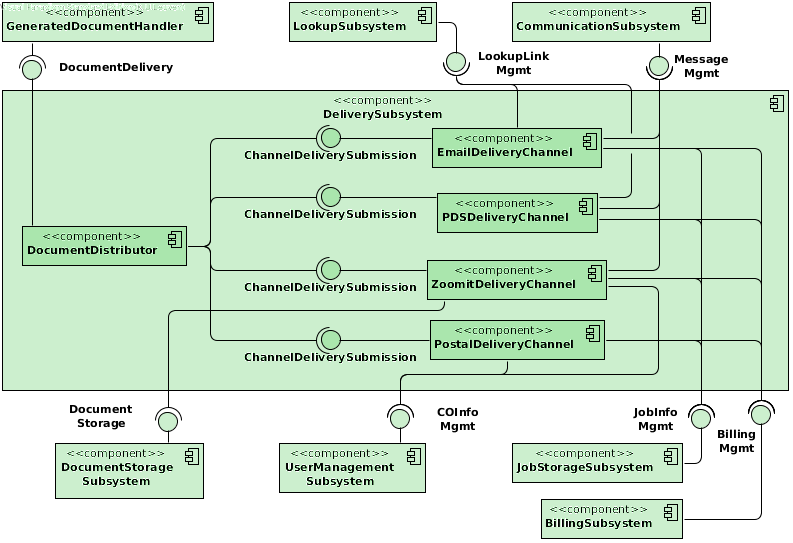 <<component>>
GeneratedDocumentHandler
<<component>>
LookupSubsystem
<<component>>
CommunicationSubsystem
DocumentDelivery
LookupLink
Mgmt
Message
Mgmt
<<component>>
DeliverySubsystem
<<component>>
EmailDeliveryChannel
ChannelDeliverySubmission
<<component>>
PDSDeliveryChannel
ChannelDeliverySubmission
<<component>>
DocumentDistributor
<<component>>
ZoomitDeliveryChannel
ChannelDeliverySubmission
<<component>>
PostalDeliveryChannel
ChannelDeliverySubmission
Document
Storage
COInfo
Mgmt
JobInfo
Mgmt
Billing
Mgmt
<<component>>
DocumentStorage
Subsystem
<<component>>
UserManagement
Subsystem
<<component>>
JobStorageSubsystem
<<component>>
BillingSubsystem